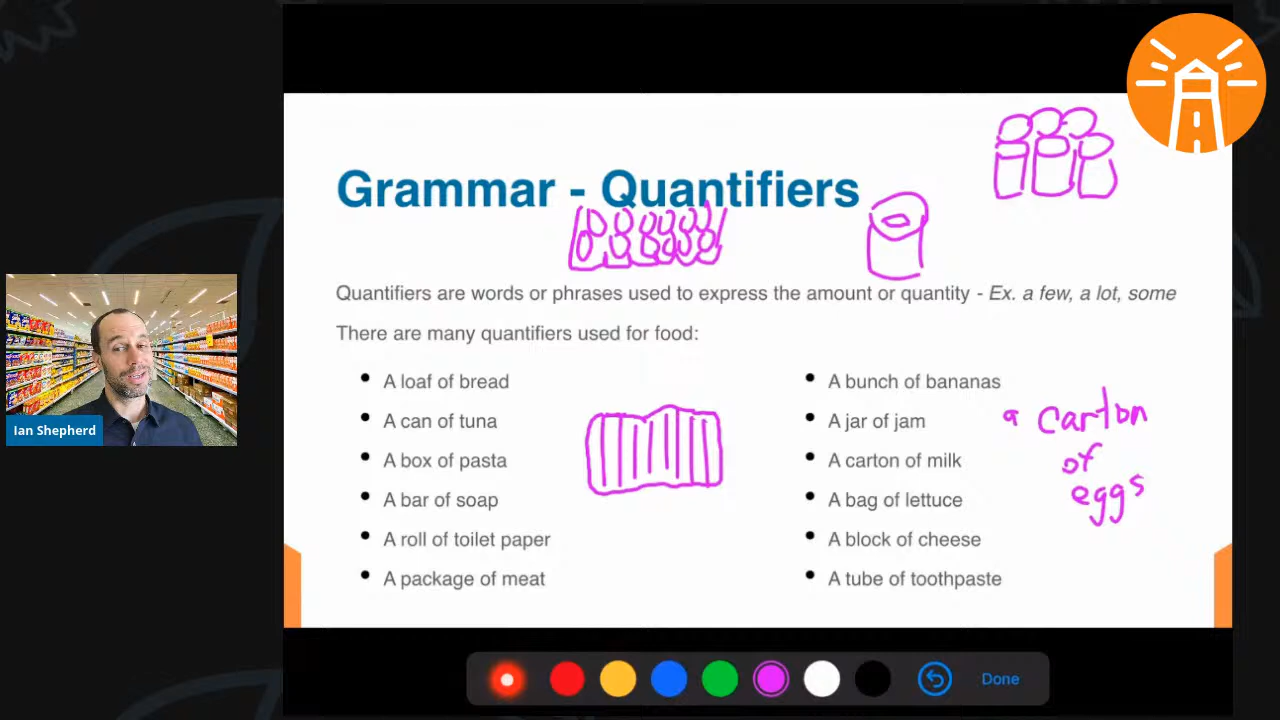 Grammar - Quantifiers
Quantifiers are words or phrases used to express the amount or quantity - Ex. a few, a lot, some
There are many quantifiers used for food:
• A loaf of bread
• A can of tuna
• A box of pasta
• A bar of soap
• A roll of toilet paper
• A package of meat
• A bunch of bananas
• A jar of jam
• A carton of milk
• A bag of lettuce
• A block of cheese
• A tube of toothpaste
a carton
of
eggs
Ian Shepherd
Done